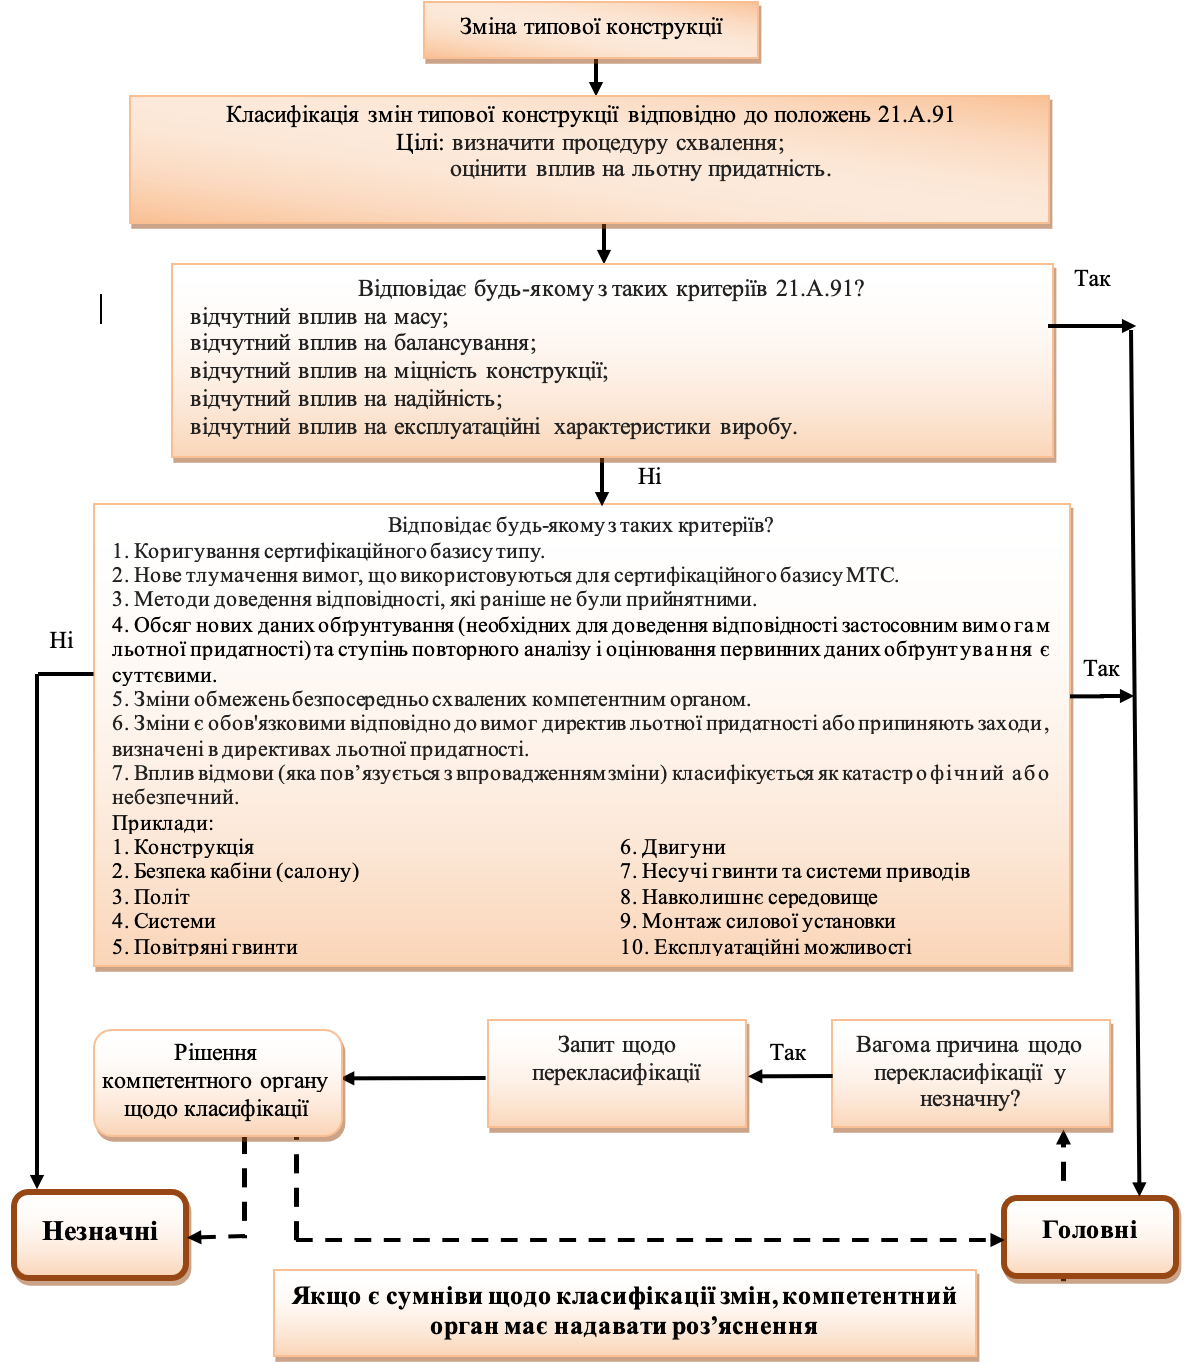 Зміна типової конструкції
Класифікація змін типової конструкції відповідно до положень 21.А.91
Цілі: визначити процедуру схвалення;
оцінити вплив на льотну придатність.
Відповідає будь-якому з таких критеріїв 21.А.91?
відчутний вплив на масу;
відчутний вплив на балансування;
відчутний вплив на міцність конструкції;
відчутний вплив на надійність;
відчутний вплив на експлуатаційні характеристики виробу.
Так
Ні
Відповідає будь-якому з таких критеріїв?
1. Коригування сертифікаційного базису типу.
2. Нове тлумачення вимог, що використовуються для сертифікаційного базису МТС.
3. Методи доведення відповідності, які раніше не були прийнятними.
4. Обсяг нових даних обґрунтування (необхідних для доведення відповідності застосовним вимогам
льотної придатності) та ступінь повторного аналізу і оцінювання первинних даних обґрунтування є
суттєвими.
5. Зміни обмежень безпосередньо схвалених компетентним органом.
6. Зміни є обов'язковими відповідно до вимог директив льотної придатності або припиняють заходи,
визначені в директивах льотної придатності.
7. Вплив відмови (яка пов’язується з впровадженням зміни) класифікується як катастрофічний або
небезпечний.
Приклади:
1. Конструкція
2. Безпека кабіни (салону)
3. Політ
4. Системи
5. Повітряні гвинти
6. Двигуни
7. Несучі гвинти та системи приводів
8. Навколишнє середовище
9. Монтаж силової установки
10. Експлуатаційні можливості
Ні
Так
Рішення
компетентного органу
щодо класифікації
Запит щодо
перекласифікації
Так
Вагома причина щодо
перекласифікації у
незначну?
Незначні
Головні
Якщо є сумніви щодо класифікації змін, компетентний
орган має надавати роз’яснення